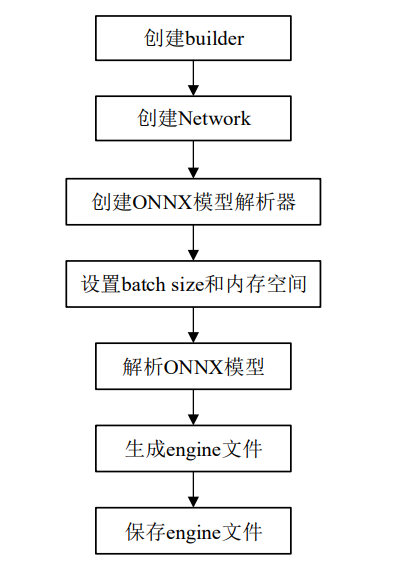 创建builder
创建Network
创建ONNX模型解析器
设置batch size和内存空间
解析ONNX模型
生成engine文件
保存engine文件